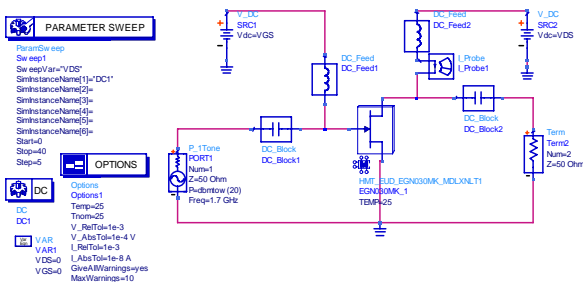 PARAMETER SWEEP
ParamSweep
Sweep1
SweepVar="VDS"
SimInstanceName[1]="DC1"
SimInstanceName[2]=
SimInstanceName[3]=
SimInstanceName[4]=
SimInstanceName[5]=
SimInstanceName[6]=
Start=0
Stop=40
Step=5
DC
DC
DC1
VAR
VAR1
VDS=0
VGS=0
OPTIONS
Options
Options1
Temp=25
Tnom=25
V_RelTol=1e-3
V_AbsTol=1e-4 V
I_RelTol=1e-3
I_AbsTol=1e-8 A
GiveAllWarnings=yes
MaxWarnings=10
V_DC
SRC1
Vdc=VGS
DC_Feed
DC_Feed1
DC_Feed
DC_Feed2
I_Probe
I_Probe1
V_DC
SRC2
Vdc=VDS
DC_Block
DC_Block1
DC_Block
DC_Block2
P_1Tone
PORT1
Num=1
Z=50 Ohm
P=dbmtow (20)
Freq=1.7 GHz
HMT_SUD_EGN030MK_MDLXNLT1
EGN030MK_1
TEMP=25
Term
Term2
Num=2
Z=50 Ohm